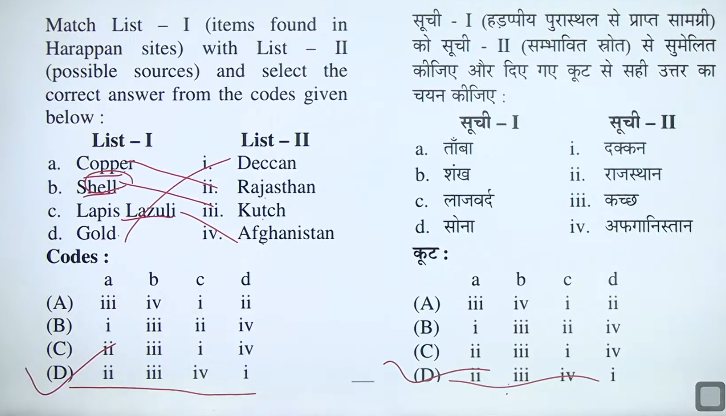 Match List – I (items found in
Harappan sites) with List – II
(possible sources) and select the
correct answer from the codes given
below :
List – I List – II
a. Copper i. Deccan
b. Shell ii. Rajasthan
c. Lapis Lazuli iii. Kutch
d. Gold iv. Afghanistan
Codes :
a b c d
(A) iii iv i ii
(B) i iii ii iv
(C) ii iii i iv
(D) ii iii iv i
सूची - I (हड़प्पीय पुरास्थल से प्राप्त सामग्री)
को सूची - II (सम्भावित स्रोत) से सुमेलित
कीजिए और दिए गए कूट से सही उत्तर का
चयन कीजिए :
सूची – I सूची – II
a. ताँबा i. दक्कन
b. शंख ii. राजस्थान
c. लाजवर्द iii. कच्छ
d. सोना iv. अफगानिस्तान
कूट :
a b c d
(A) iii iv i ii
(B) i iii ii iv
(C) ii iii i iv
(D) ii iii iv i